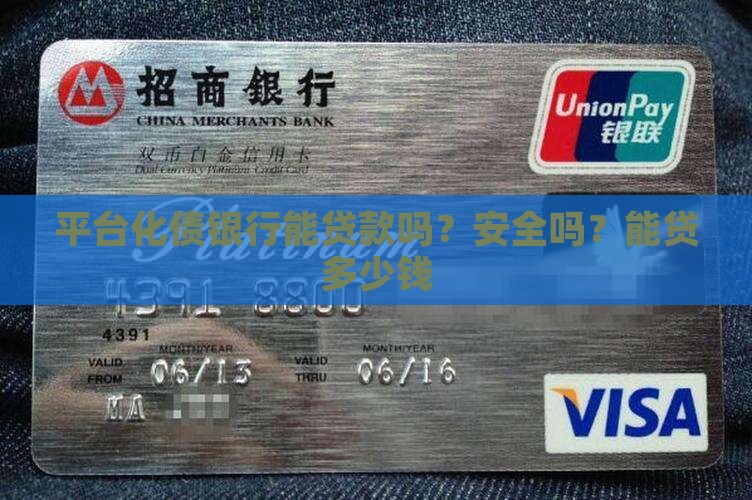 招商银行
CHINA MERCHANTS BANK
UnionPay
银联
双币白金信用卡
Dual Currency Platinum Credit Card
Platinum
平台化债银行能贷款吗？安全吗？能贷
多少钱
4391 8800
4391
MONTH/YEAR
MONTH/YEAR
VALID FROM 06/13
VALID THRU 06/16
MA
VISA